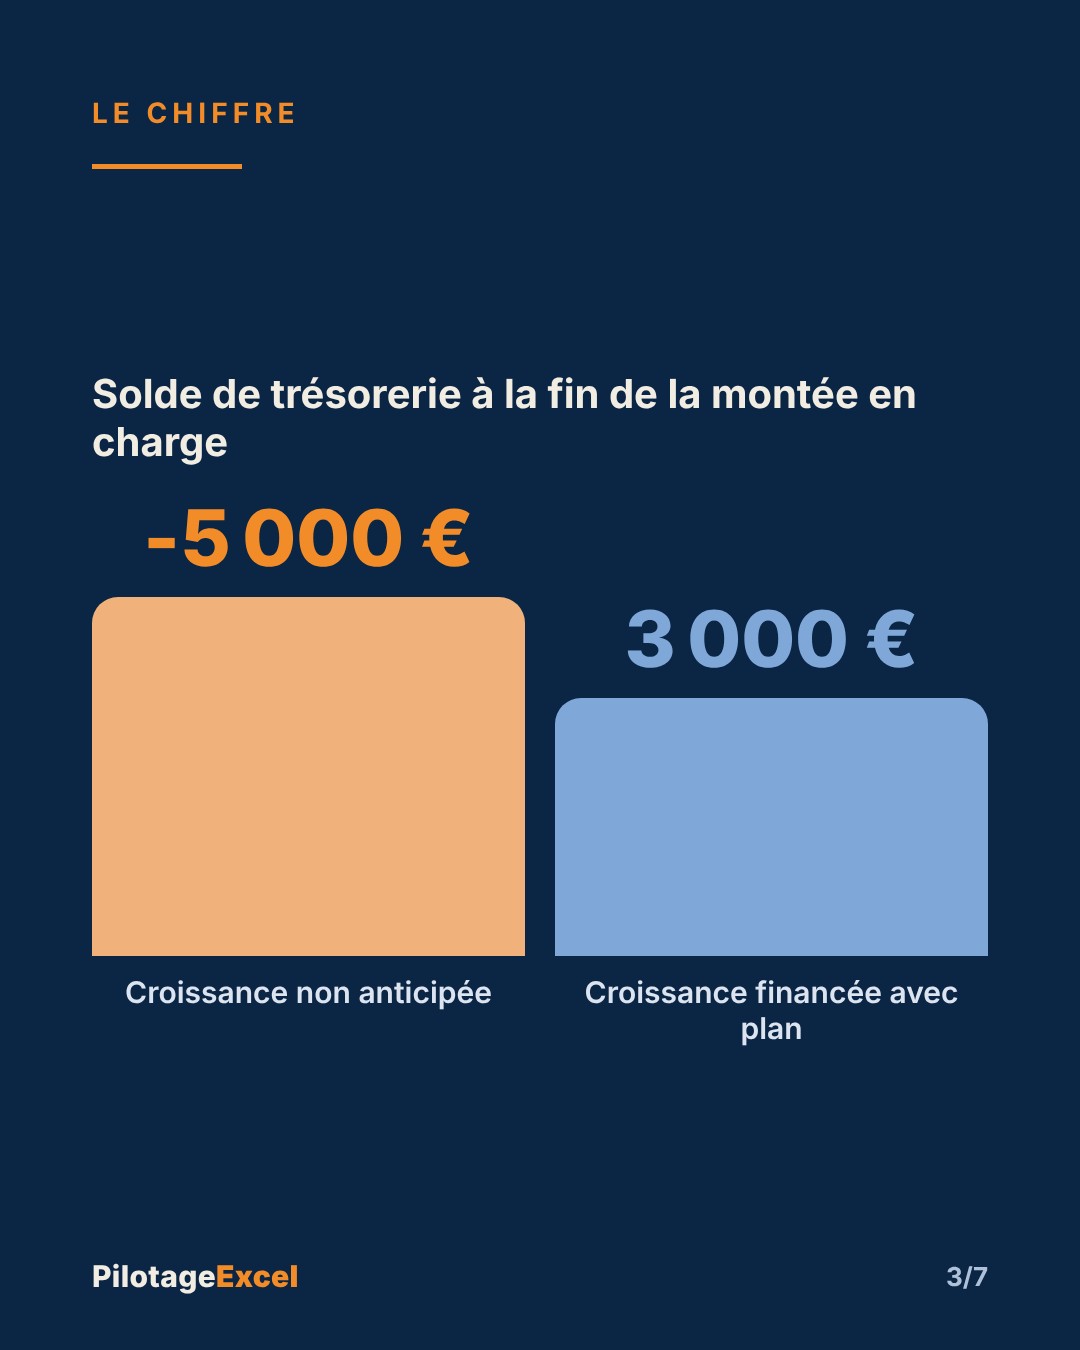 LE CHIFFRE
Solde de trésorerie à la fin de la montée en
charge
-5 000 €
3 000 €
Croissance non anticipée
Croissance financée avec
plan
PilotageExcel
3/7